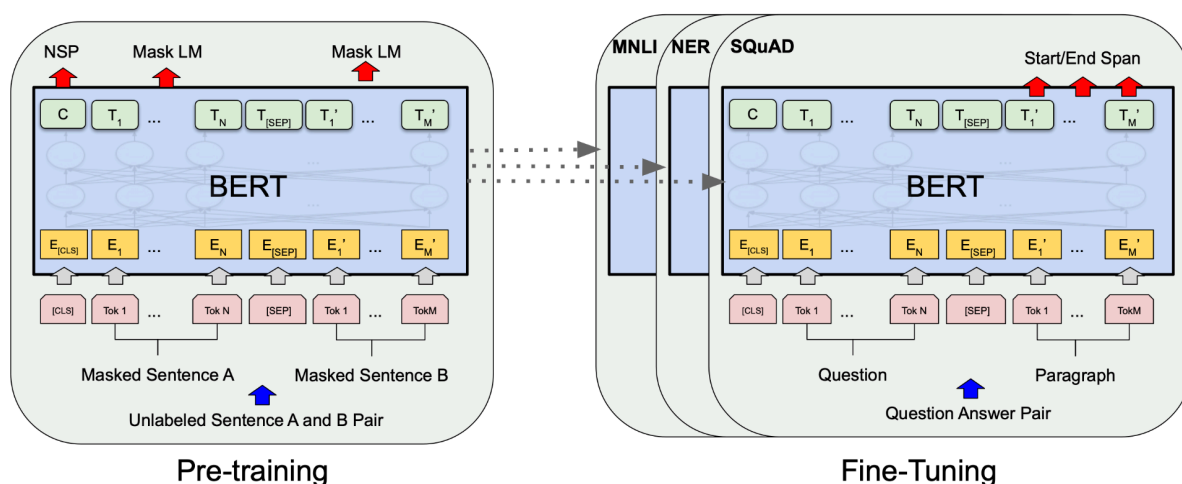 NSP Mask LM Mask LM
C T1 ... TN T[SEP] T1' ... TM'
...
BERT
E[CLS] E1 ... EN E[SEP] E1' ... EM'
[CLS] Tok 1 ... Tok N [SEP] Tok 1 ... TokM
Masked Sentence A Masked Sentence B
Unlabeled Sentence A and B Pair
Pre-training
MNLI NER SQuAD
Start/End Span
C T1 ... TN T[SEP] T1' ... TM'
...
BERT
E[CLS] E1 ... EN E[SEP] E1' ... EM'
[CLS] Tok 1 ... Tok N [SEP] Tok 1 ... TokM
Question Paragraph
Question Answer Pair
Fine-Tuning